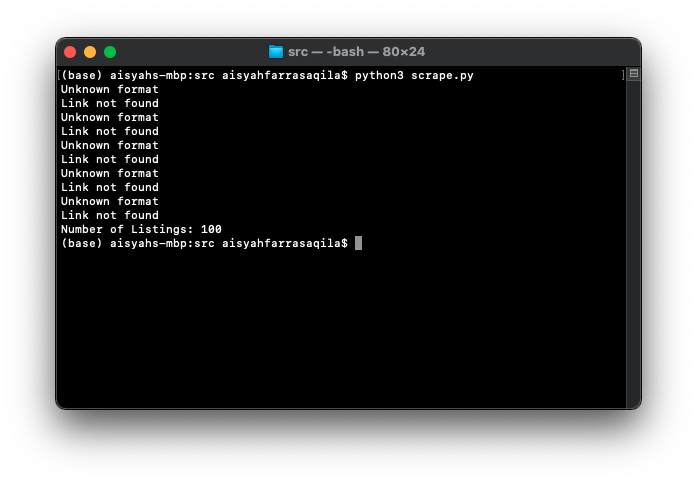 src — -bash — 80×24
[(base) aisyahs-mbp:src aisyahfarrasaqila$ python3 scrape.py ]
Unknown format
Link not found
Unknown format
Link not found
Unknown format
Link not found
Unknown format
Link not found
Unknown format
Link not found
Number of Listings: 100
(base) aisyahs-mbp:src aisyahfarrasaqila$